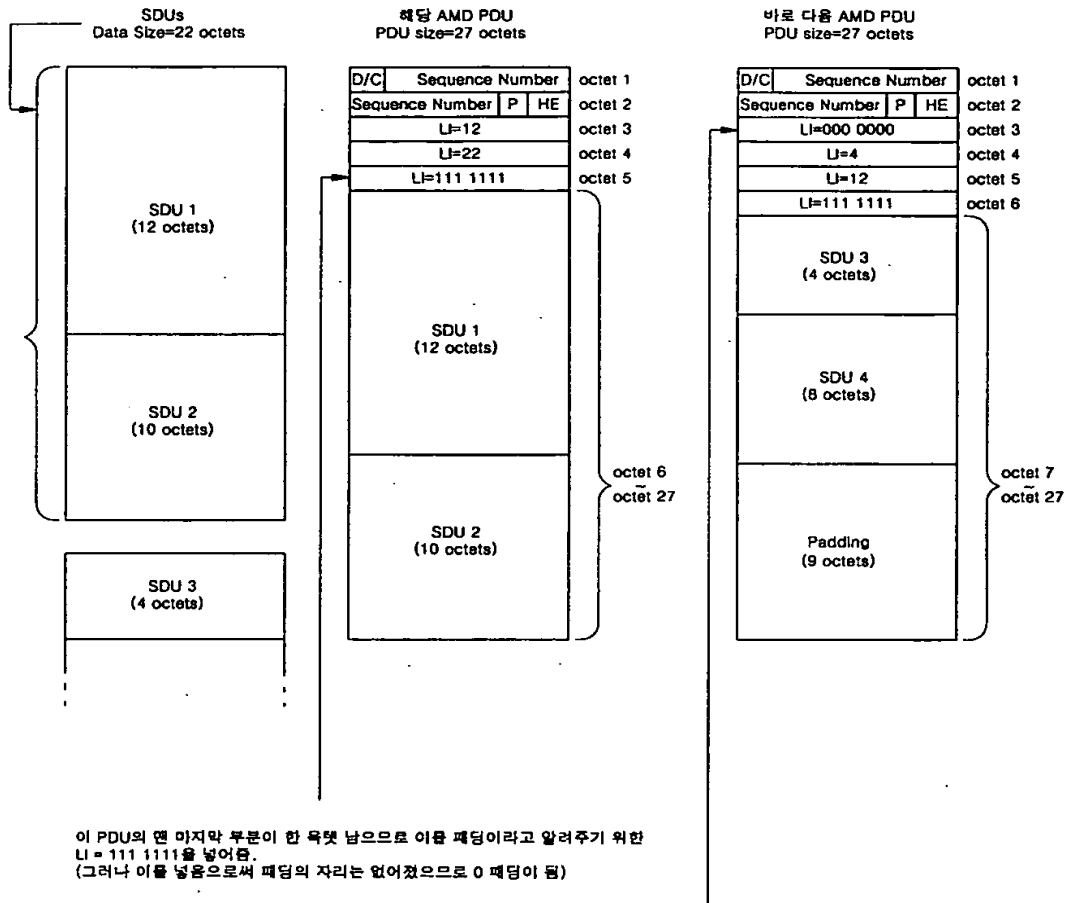 SDUs
Data Size=22 octets
SDU 1
(12 octets)
SDU 2
(10 octets)
SDU 3
(4 octets)
해당 AMD PDU
PDU size=27 octets
D/C Sequence Number octet 1
Sequence Number P HE octet 2
LI=12 octet 3
LI=22 octet 4
LI=111 1111 octet 5
SDU 1
(12 octets)
SDU 2
(10 octets)
octet 6
~
octet 27
바로 다음 AMD PDU
PDU size=27 octets
D/C Sequence Number octet 1
Sequence Number P HE octet 2
LI=000 0000 octet 3
LI=4 octet 4
LI=12 octet 5
LI=111 1111 octet 6
SDU 3
(4 octets)
SDU 4
(8 octets)
Padding
(9 octets)
octet 7
~
octet 27
이 PDU의 맨 마지막 부분이 한 옥텟 남으므로 이를 패딩이라고 알려주기 위한
LI = 111 1111을 넣어줌.
(그러나 이를 넣음으로써 패딩의 자리는 없어졌으므로 0 패딩이 됨)